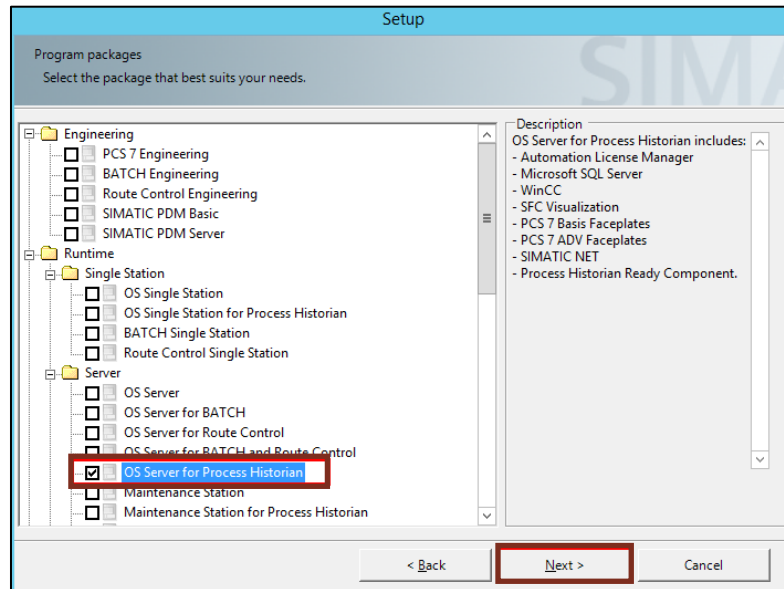 Setup
Program packages
Select the package that best suits your needs.
SIMA
Engineering
PCS 7 Engineering
BATCH Engineering
Route Control Engineering
SIMATIC PDM Basic
SIMATIC PDM Server
Runtime
Single Station
OS Single Station
OS Single Station for Process Historian
BATCH Single Station
Route Control Single Station
Server
OS Server
OS Server for BATCH
OS Server for Route Control
OS Server for BATCH and Route Control
OS Server for Process Historian
Maintenance Station
Maintenance Station for Process Historian
Description
OS Server for Process Historian includes:
- Automation License Manager
- Microsoft SQL Server
- WinCC
- SFC Visualization
- PCS 7 Basis Faceplates
- PCS 7 ADV Faceplates
- SIMATIC NET
- Process Historian Ready Component.
< Back
Next >
Cancel